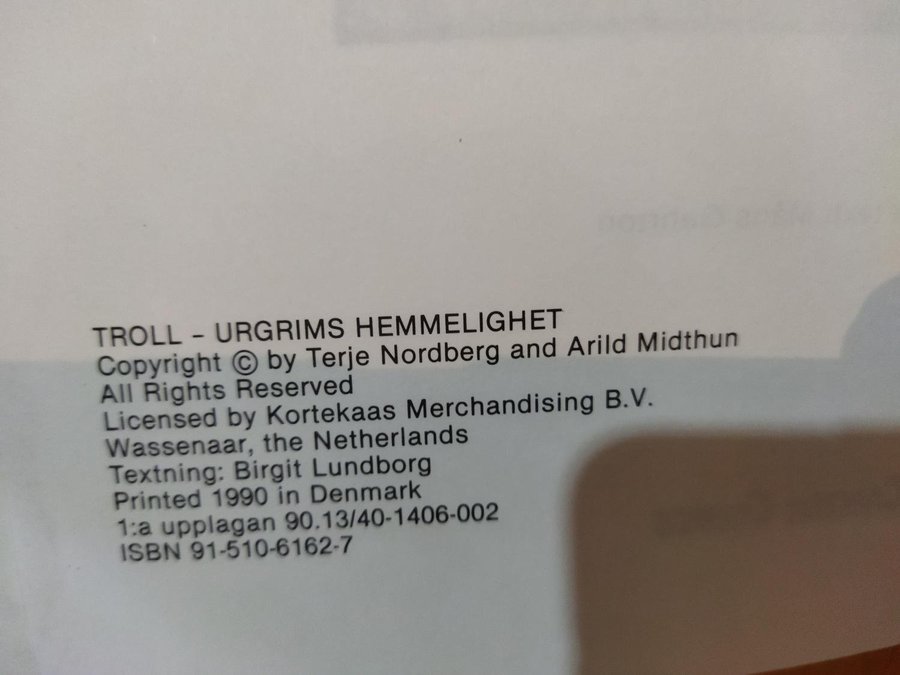 TROLL – URGRIMS HEMMELIGHET
Copyright © by Terje Nordberg and Arild Midthun
All Rights Reserved
Licensed by Kortekaas Merchandising B.V.
Wassenaar, the Netherlands
Textning: Birgit Lundborg
Printed 1990 in Denmark
1:a upplagan 90.13/40-1406-002
ISBN 91-510-6162-7